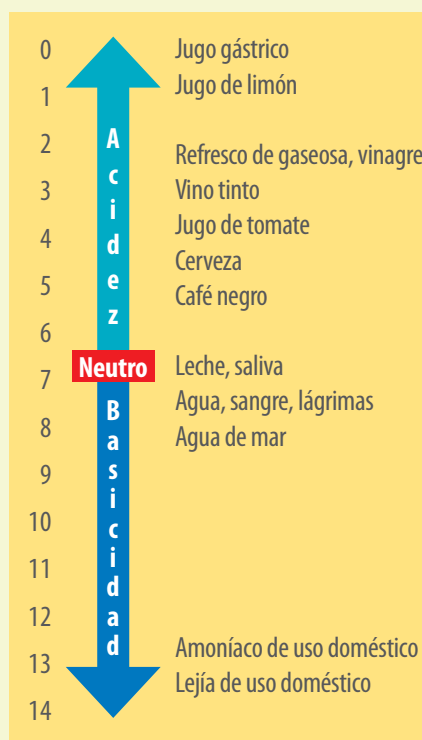 0
Jugo gástrico
1
Jugo de limón
2
Refresco de gaseosa, vinagre
3
Vino tinto
4
Jugo de tomate
Cerveza
5
Café negro
6
Acidez
Neutro
7
Leche, saliva
Agua, sangre, lágrimas
8
Agua de mar
9
10
11
12
Basicidad
13
Amoníaco de uso doméstico
Lejía de uso doméstico
14